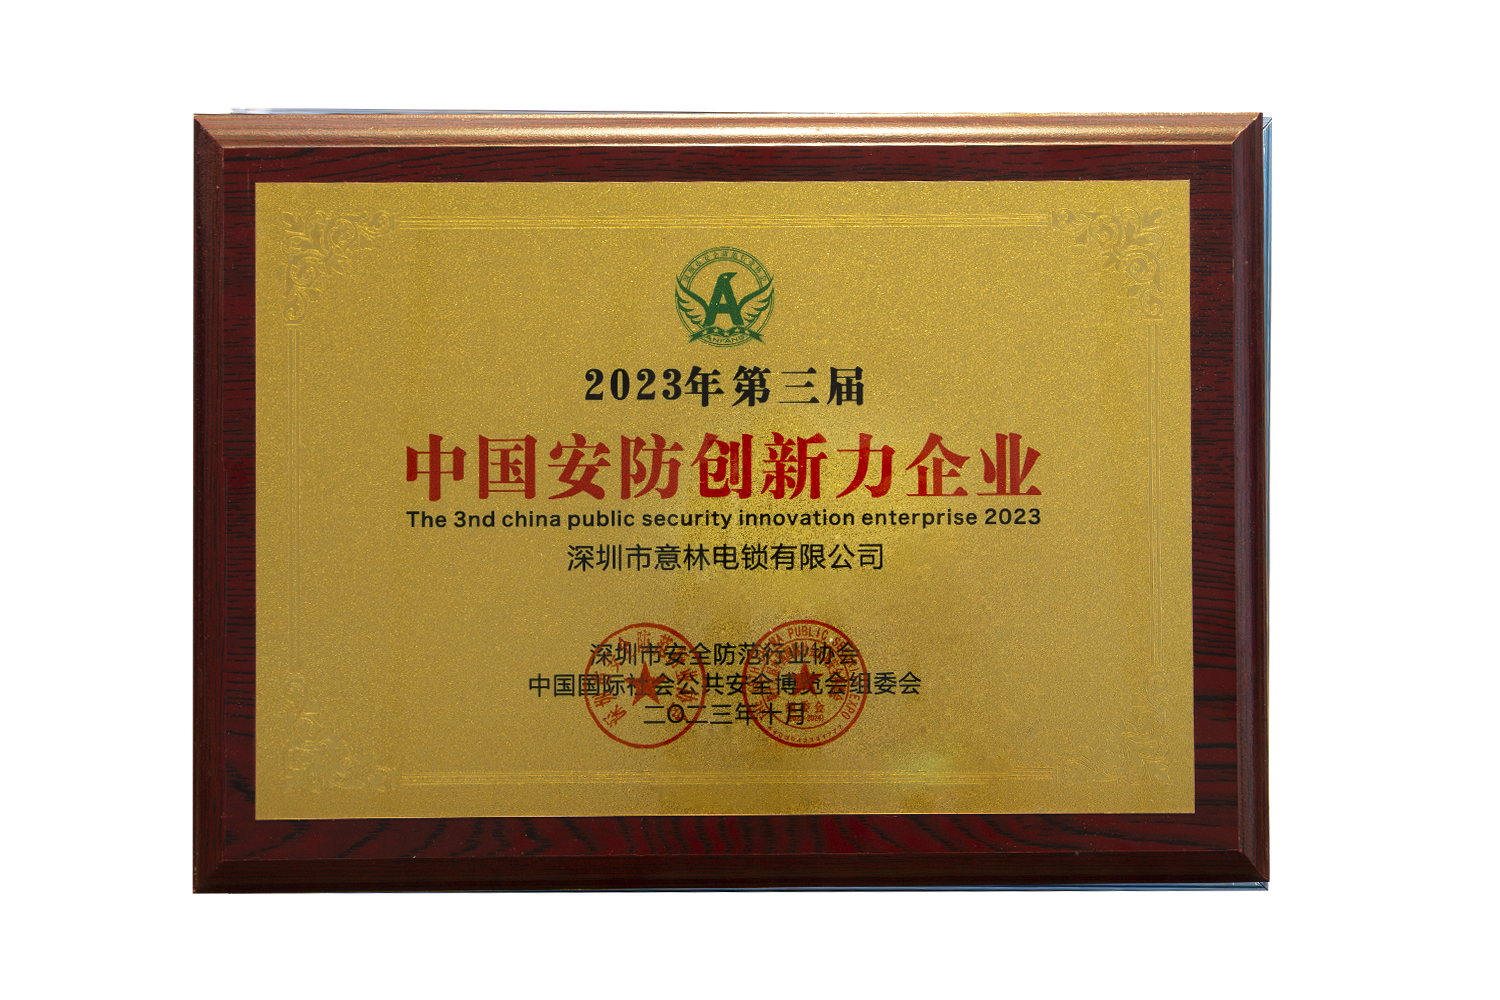 ANFANG
2023年第三届
中国安防创新力企业
The 3nd china public security innovation enterprise 2023
深圳市意林电锁有限公司
深圳市安全防范行业协会
中国国际社会公共安全博览会组委会
二〇二三年十月